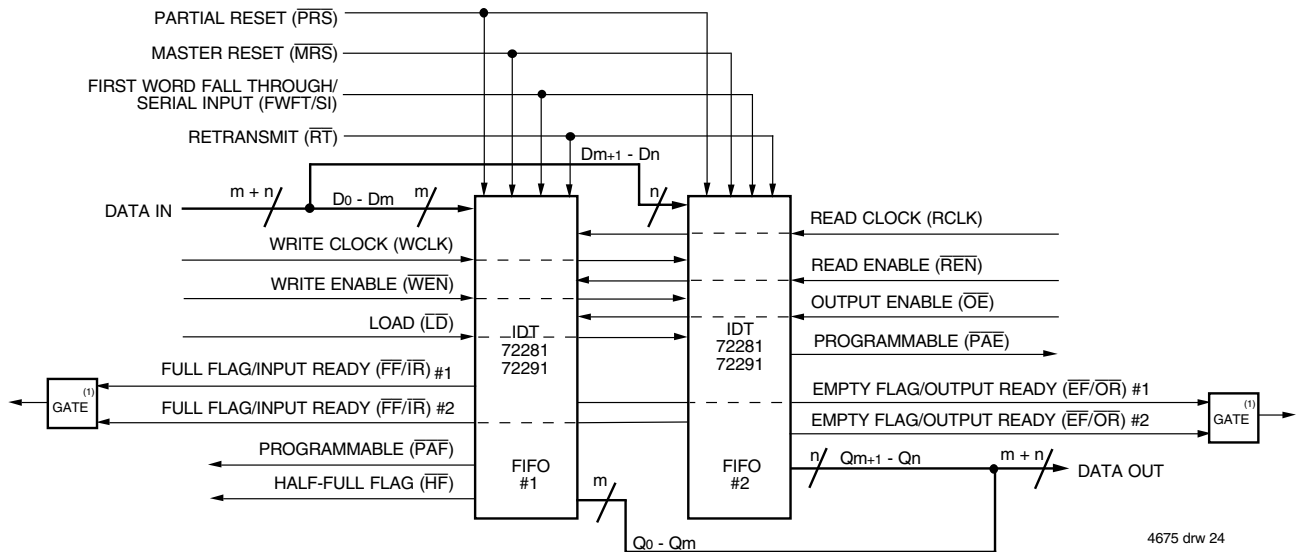 PARTIAL RESET (PRS)
MASTER RESET (MRS)
FIRST WORD FALL THROUGH/
SERIAL INPUT (FWFT/SI)
RETRANSMIT (RT)
Dm+1 - Dn
m + n
D0 - Dm
m
n
DATA IN
READ CLOCK (RCLK)
WRITE CLOCK (WCLK)
READ ENABLE (REN)
WRITE ENABLE (WEN)
OUTPUT ENABLE (OE)
LOAD (LD)
IDT
72281
72291
IDT
72281
72291
PROGRAMMABLE (PAE)
FULL FLAG/INPUT READY (FF/IR) #1
EMPTY FLAG/OUTPUT READY (EF/OR) #1
GATE (1)
GATE (1)
FULL FLAG/INPUT READY (FF/IR) #2
EMPTY FLAG/OUTPUT READY (EF/OR) #2
PROGRAMMABLE (PAF)
HALF-FULL FLAG (HF)
FIFO
#1
FIFO
#2
n
Qm+1 - Qn
m + n
DATA OUT
m
Q0 - Qm
4675 drw 24